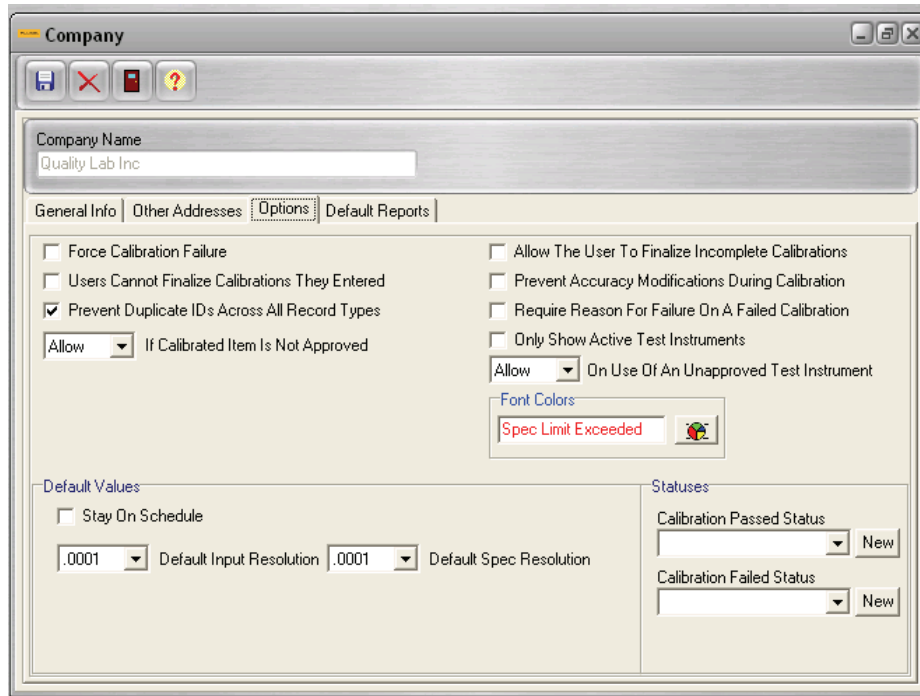 Company
Company Name
Quality Lab Inc
General Info
Other Addresses
Options
Default Reports
Force Calibration Failure
Users Cannot Finalize Calibrations They Entered
Prevent Duplicate IDs Across All Record Types
Allow
If Calibrated Item Is Not Approved
Allow The User To Finalize Incomplete Calibrations
Prevent Accuracy Modifications During Calibration
Require Reason For Failure On A Failed Calibration
Only Show Active Test Instruments
Allow
On Use Of An Unapproved Test Instrument
Font Colors
Spec Limit Exceeded
Default Values
Stay On Schedule
.0001
Default Input Resolution
.0001
Default Spec Resolution
Statuses
Calibration Passed Status
New
Calibration Failed Status
New